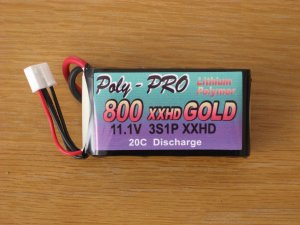 Poly-PRO
Lithium
Polymer
800 XXHD GOLD
11.1V 3S1P XXHD
20C Discharge